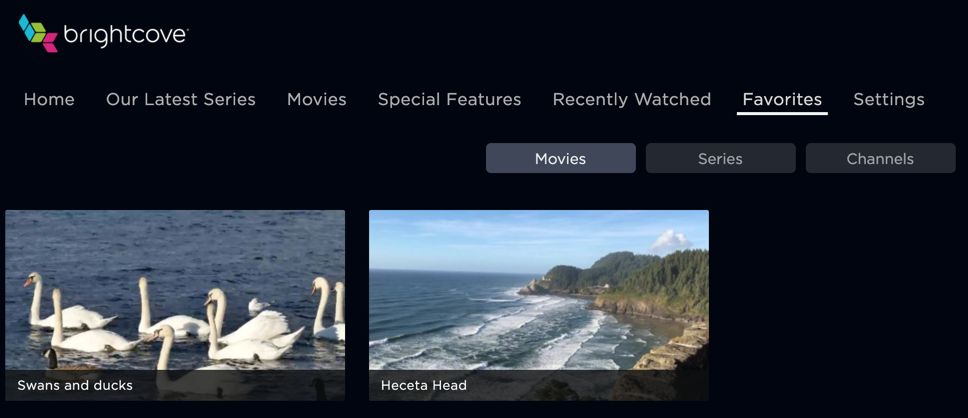 brightcove
Home Our Latest Series Movies Special Features Recently Watched Favorites Settings
Movies Series Channels
Swans and ducks Heceta Head